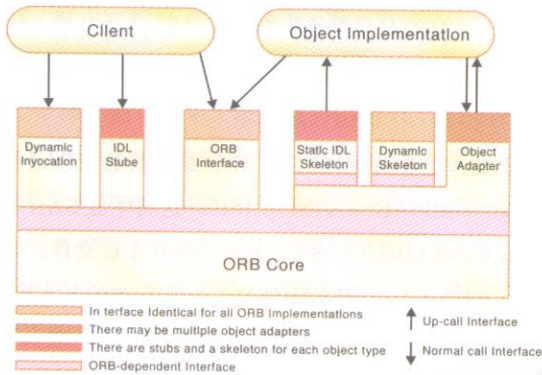 Client
Object Implementation
Dynamic
Inyocation
IDL
Stube
ORB
Interface
Static IDL
Skeleton
Dynamic
Skeleton
Object
Adapter
ORB Core
In terface Identical for all ORB Implementations
There may be muitlple object adapters
There are stubs and a skeleton for each object type
ORB-dependent Interface
Up-call Interface
Normal call Interface